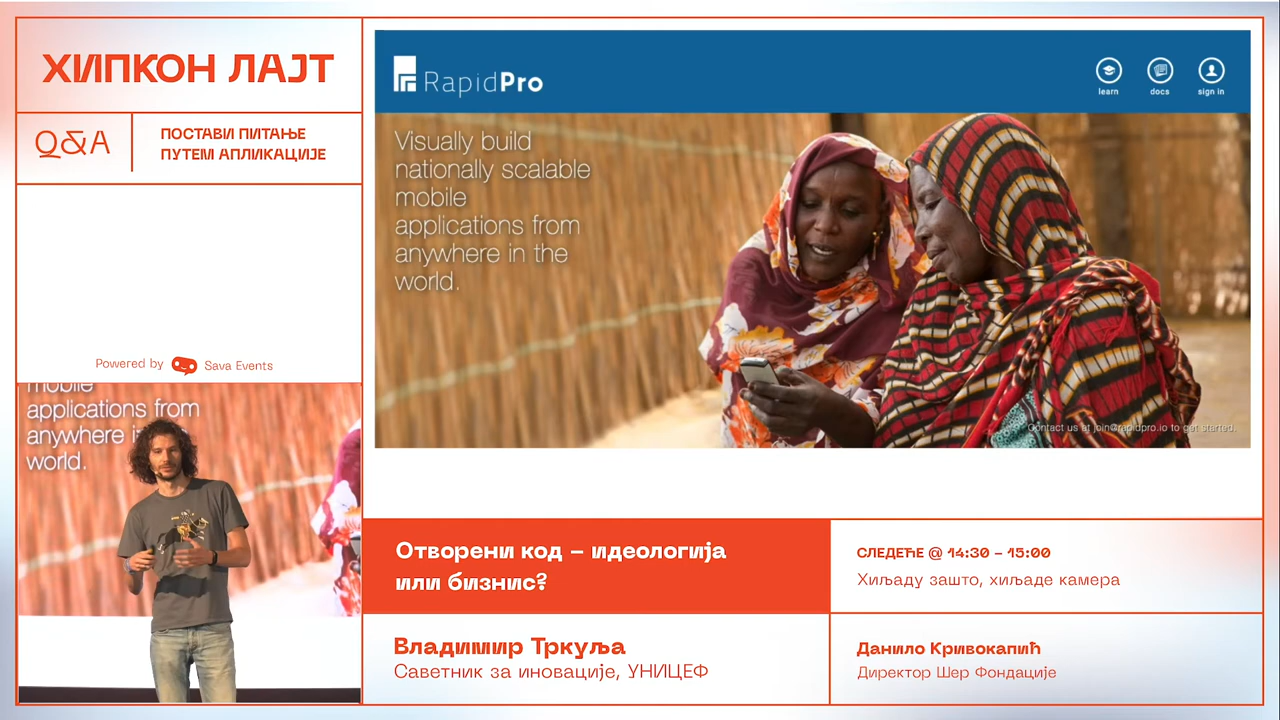 ХИПКОН ЛАЈТ
Q&A
ПОСТАВИ ПИТАЊЕ
ПУТЕМ АПЛИКАЦИЈЕ
Powered by Sava Events
mobile
applications from
anywhere i
world.
RapidPro
learn
docs
sign in
Visually build
nationally scalable
mobile
applications from
anywhere in the
world.
Contact us at join@rapidpro.io to get started.
Отворени код – идеологија
или бизнис?
Владимир Тркуља
Саветник за иновације, УНИЦЕФ
СЛЕДЕЋЕ @ 14:30 – 15:00
Хиљаду зашто, хиљаде камера
Данило Кривокапић
Директор Шер Фондације